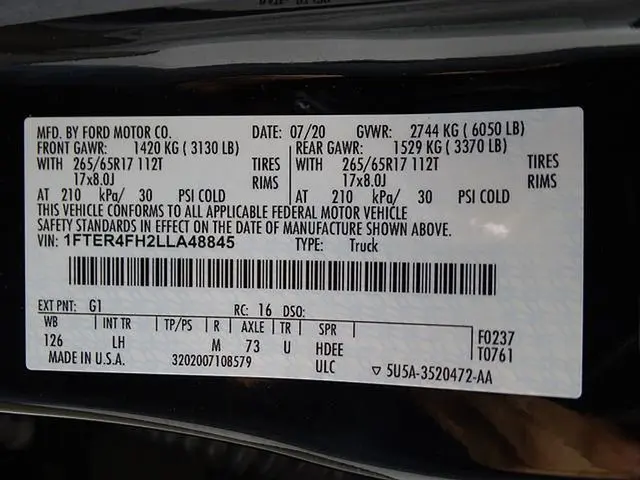 MFD. BY FORD MOTOR CO. DATE: 07/20 GVWR: 2744 KG ( 6050 LB)
FRONT GAWR: 1420 KG ( 3130 LB) REAR GAWR: 1529 KG ( 3370 LB)
WITH 265/65R17 112T TIRES WITH 265/65R17 112T TIRES
17x8.0J RIMS 17x8.0J RIMS
AT 210 kPa/ 30 PSI COLD AT 210 kPa/ 30 PSI COLD
THIS VEHICLE CONFORMS TO ALL APPLICABLE FEDERAL MOTOR VEHICLE
SAFETY STANDARDS IN EFFECT ON THE DATE OF MANUFACTURE SHOWN ABOVE.
VIN: 1FTER4FH2LLA48845 TYPE: Truck
EXT PNT: G1 RC: 16 DSO:
WB INT TR TP/PS R AXLE TR SPR F0237
126 LH M 73 U HDEE T0761
MADE IN U.S.A. 3202007108579 ULC ▽ 5U5A-3520472-AA